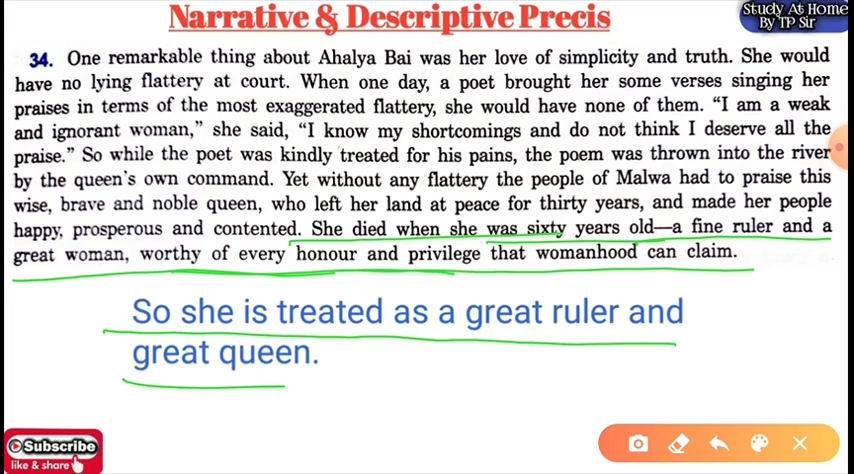 Narrative & Descriptive Precis
Study At Home
By TP Sir
34. One remarkable thing about Ahalya Bai was her love of simplicity and truth. She would
have no lying flattery at court. When one day, a poet brought her some verses singing her
praises in terms of the most exaggerated flattery, she would have none of them. “I am a weak
and ignorant woman,” she said, “I know my shortcomings and do not think I deserve all the
praise.” So while the poet was kindly treated for his pains, the poem was thrown into the river
by the queen’s own command. Yet without any flattery the people of Malwa had to praise this
wise, brave and noble queen, who left her land at peace for thirty years, and made her people
happy, prosperous and contented. She died when she was sixty years old—a fine ruler and a
great woman, worthy of every honour and privilege that womanhood can claim.
So she is treated as a great ruler and
great queen.
Subscribe
like & share